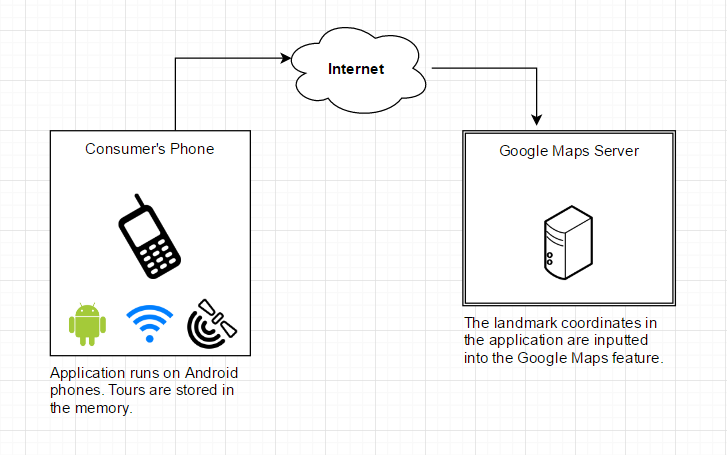 Internet
Consumer's Phone
Google Maps Server
Application runs on Android
phones. Tours are stored in
the memory.
The landmark coordinates in
the application are inputted
into the Google Maps feature.